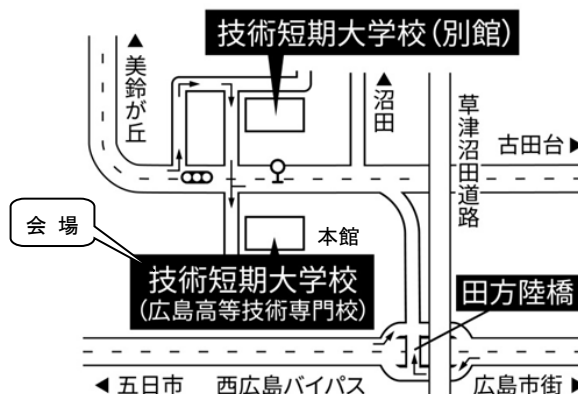 技術短期大学校(別館)
▲美鈴が丘
▲沼田
草津沼田道路
古田台▶
会 場
本館
技術短期大学校
(広島高等技術専門校)
田方陸橋
◀五日市
西広島バイパス
広島市街▶